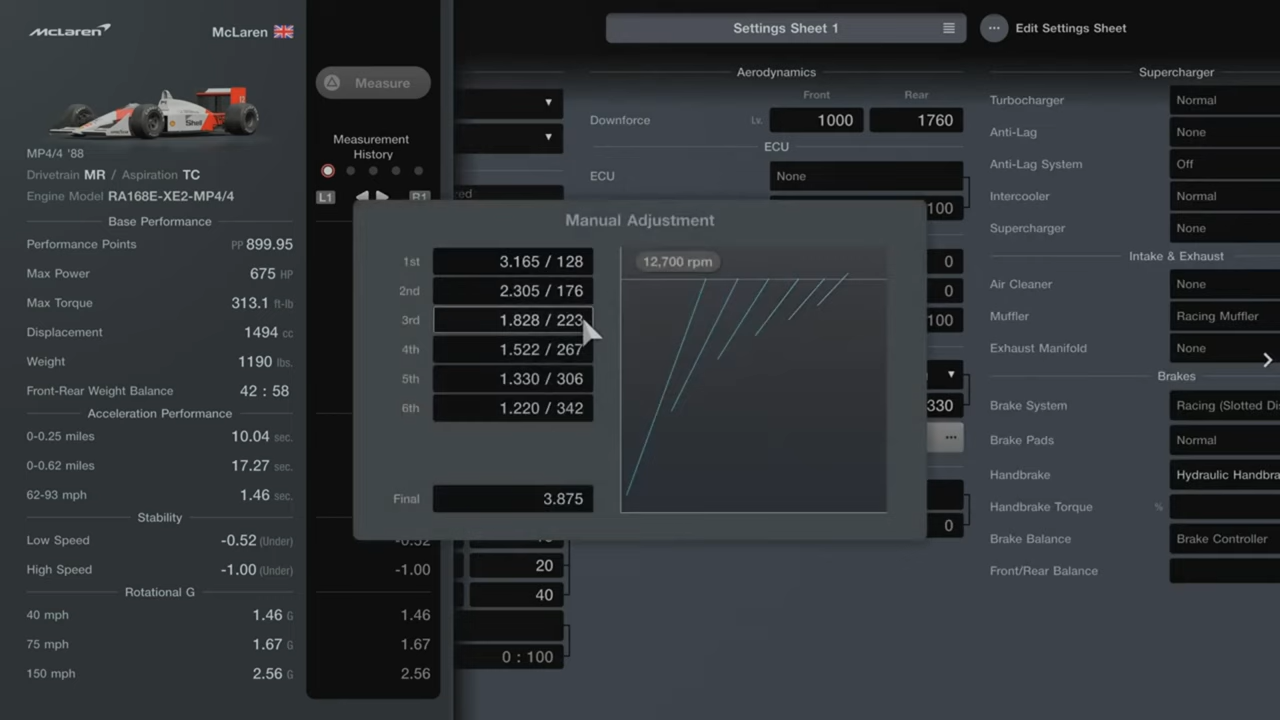 McLaren
McLaren
Settings Sheet 1
Edit Settings Sheet
MP4/4 '88
Drivetrain MR / Aspiration TC
Engine Model RA168E-XE2-MP4/4
Base Performance
Performance Points PP 899.95
Max Power 675 HP
Max Torque 313.1 ft-lb
Displacement 1494 cc
Weight 1190 lbs.
Front-Rear Weight Balance 42 : 58
Acceleration Performance
0-0.25 miles 10.04 sec.
0-0.62 miles 17.27 sec.
62-93 mph 1.46 sec.
Stability
Low Speed -0.52 (Under)
High Speed -1.00 (Under)
Rotational G
40 mph 1.46 G
75 mph 1.67 G
150 mph 2.56 G
Measure
Measurement
History
L1 R1
-0.52
-1.00
1.46
1.67
2.56
Aerodynamics
Front Rear
Downforce Lv. 1000 1760
ECU
ECU None
100
0
0
100
330
0
Manual Adjustment
1st 3.165 / 128
2nd 2.305 / 176
3rd 1.828 / 223
4th 1.522 / 267
5th 1.330 / 306
6th 1.220 / 342
Final 3.875
12,700 rpm
20
40
0 : 100
Supercharger
Turbocharger Normal
Anti-Lag None
Anti-Lag System Off
Intercooler Normal
Supercharger None
Intake & Exhaust
Air Cleaner None
Muffler Racing Muffler
Exhaust Manifold None
Brakes
Brake System Racing (Slotted Di
Brake Pads Normal
Handbrake Hydraulic Handbra
Handbrake Torque %
Brake Balance Brake Controller
Front/Rear Balance